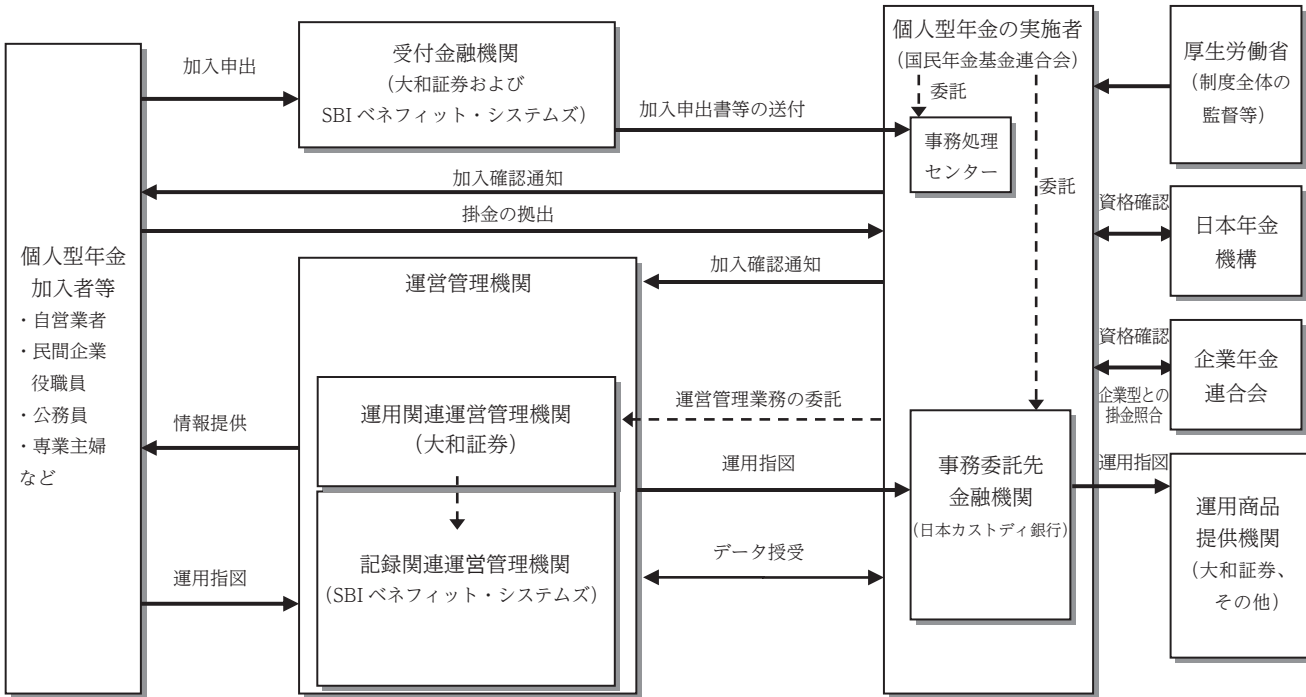 個人型年金
加入者等
・自営業者
・民間企業
役職員
・公務員
・専業主婦
など
加入申出
受付金融機関
（大和証券および
SBI ベネフィット・システムズ）
加入申出書等の送付
加入確認通知
掛金の拠出
運営管理機関
加入確認通知
運用関連運営管理機関
（大和証券）
運営管理業務の委託
情報提供
運用指図
記録関連運営管理機関
（SBI ベネフィット・システムズ）
データ授受
運用指図
個人型年金の実施者
（国民年金基金連合会）
委託
事務処理
センター
委託
事務委託先
金融機関
（日本カストディ銀行）
厚生労働省
（制度全体の
監督等）
資格確認
日本年金
機構
資格確認
企業型との
掛金照合
企業年金
連合会
運用指図
運用商品
提供機関
（大和証券、
その他）